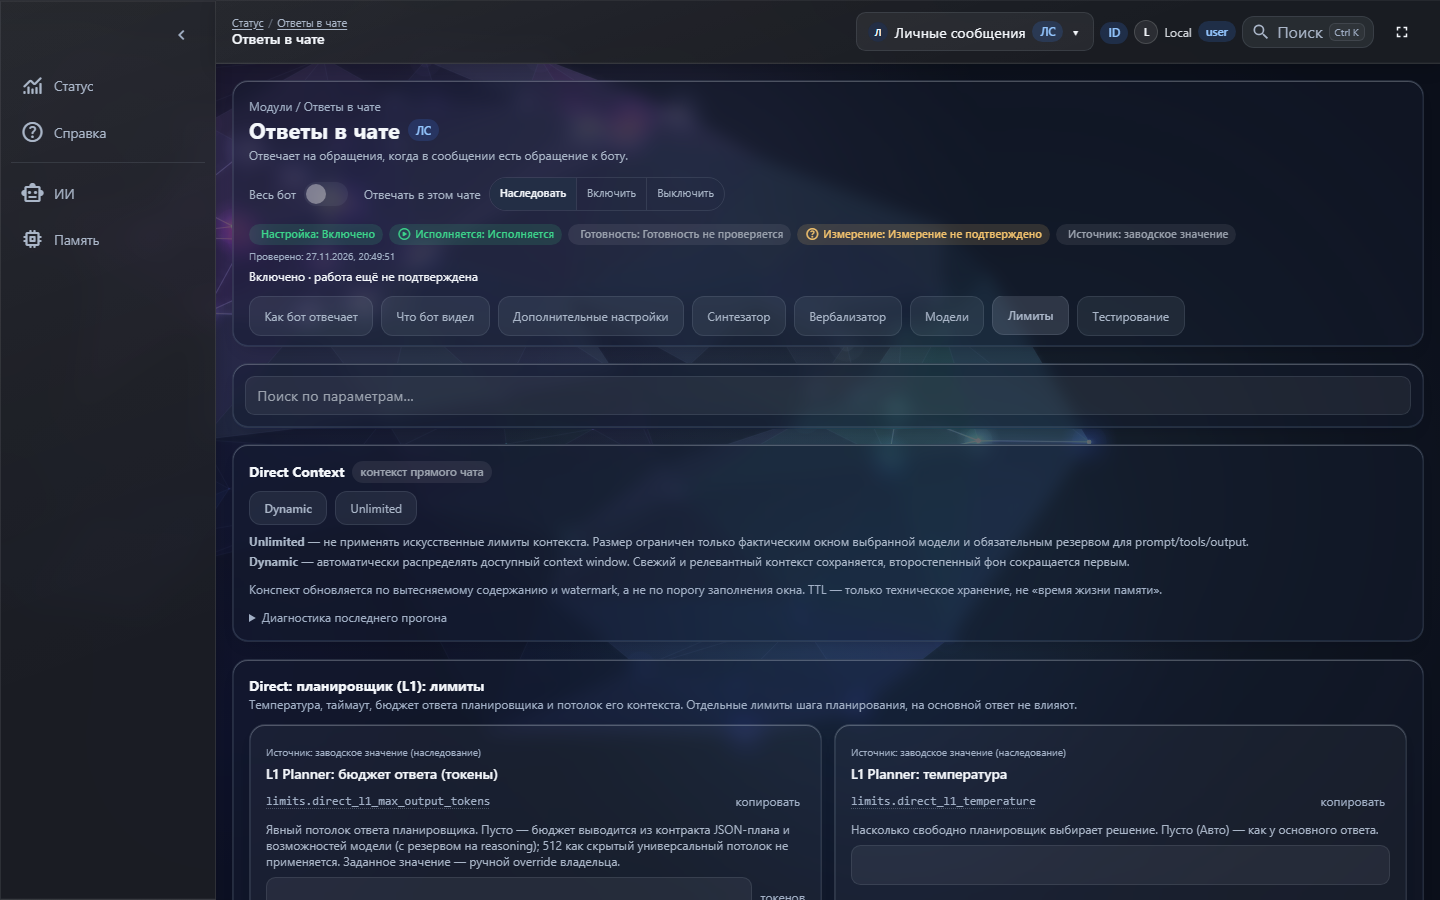 Статус / Ответы в чате
Ответы в чате
Л Личные сообщения ЛС ▾ ID L Local user Поиск Ctrl K
Статус
Справка
ИИ
Память
Модули / Ответы в чате
Ответы в чате ЛС
Отвечает на обращения, когда в сообщении есть обращение к боту.
Весь бот Отвечать в этом чате Наследовать Включить Выключить
Настройка: Включено Исполняется: Исполняется Готовность: Готовность не проверяется Измерение: Измерение не подтверждено Источник: заводское значение
Проверено: 27.11.2026, 20:49:51
Включено · работа ещё не подтверждена
Как бот отвечает Что бот видел Дополнительные настройки Синтезатор Вербализатор Модели Лимиты Тестирование
Поиск по параметрам...
Direct Context контекст прямого чата
Dynamic Unlimited
Unlimited — не применять искусственные лимиты контекста. Размер ограничен только фактическим окном выбранной модели и обязательным резервом для prompt/tools/output.
Dynamic — автоматически распределять доступный context window. Свежий и релевантный контекст сохраняется, второстепенный фон сокращается первым.
Конспект обновляется по вытесняемому содержанию и watermark, а не по порогу заполнения окна. TTL — только техническое хранение, не «время жизни памяти».
▶ Диагностика последнего прогона
Direct: планировщик (L1): лимиты
Температура, таймаут, бюджет ответа планировщика и потолок его контекста. Отдельные лимиты шага планирования, на основной ответ не влияют.
Источник: заводское значение (наследование)
L1 Planner: бюджет ответа (токены)
limits.direct_l1_max_output_tokens копировать
Явный потолок ответа планировщика. Пусто — бюджет выводится из контракта JSON-плана и
возможностей модели (с резервом на reasoning); 512 как скрытый универсальный потолок не
применяется. Заданное значение — ручной override владельца.
токенов
Источник: заводское значение (наследование)
L1 Planner: температура
limits.direct_l1_temperature копировать
Насколько свободно планировщик выбирает решение. Пусто (Авто) — как у основного ответа.